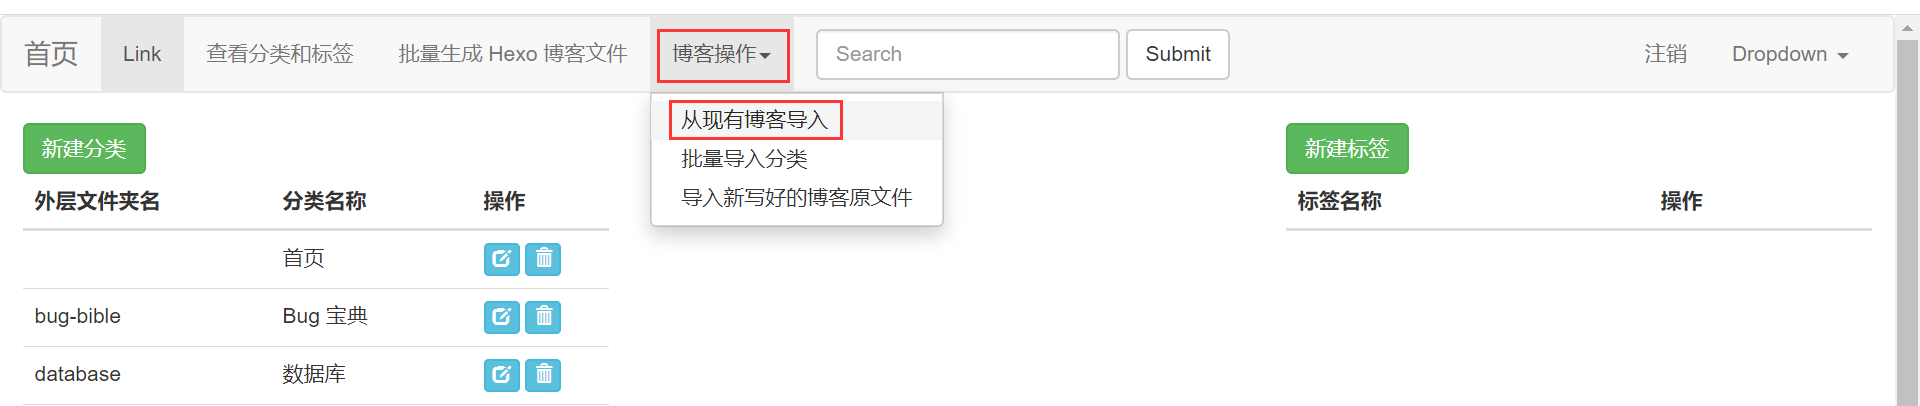 首页 Link 查看分类和标签 批量生成 Hexo 博客文件 博客操作 Search Submit 注销 Dropdown
从现有博客导入
批量导入分类
导入新写好的博客原文件
新建分类
外层文件夹名 分类名称 操作
首页
bug-bible Bug 宝典
database 数据库
新建标签
标签名称 操作